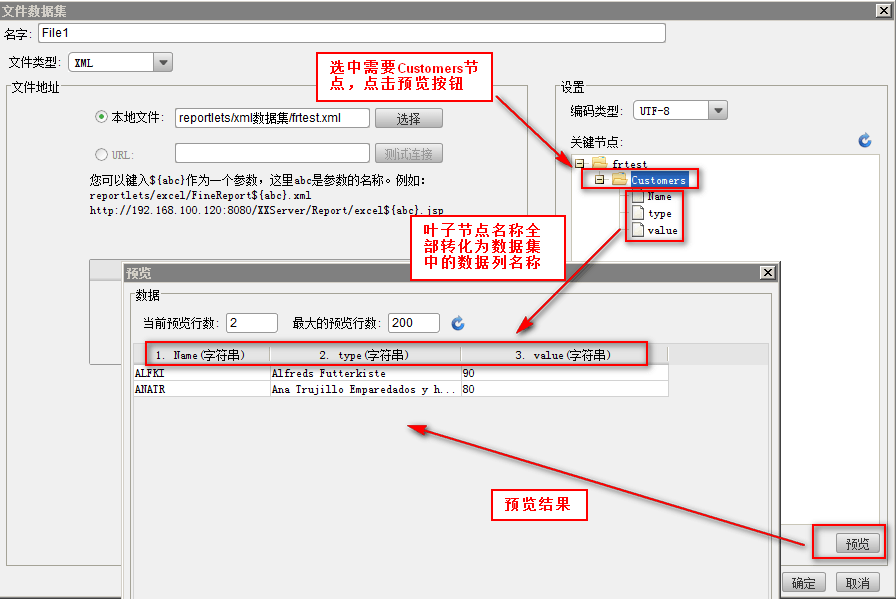 文件数据集
名字: File1
文件类型: XML
文件地址
本地文件: reportlets/xml数据集/frtest.xml 选择
URL: 测试连接
您可以键入${abc}作为一个参数，这里abc是参数的名称。例如：
reportlets/excel/FineReport${abc}.xml
http://192.168.100.120:8080/XXServer/Report/excel${abc}.jsp
选中需要Customers节
点，点击预览按钮
设置
编码类型: UTF-8
关键节点:
frtest
Customers
Name
type
value
叶子节点名称全
部转化为数据集
中的数据列名称
预览
数据
当前预览行数: 2 最大的预览行数: 200
1. Name(字符串) 2. type(字符串) 3. value(字符串)
ALFKI Alfreds Futterkiste 90
ANATR Ana Trujillo Emparedados y h... 80
预览结果
预览
确定 取消